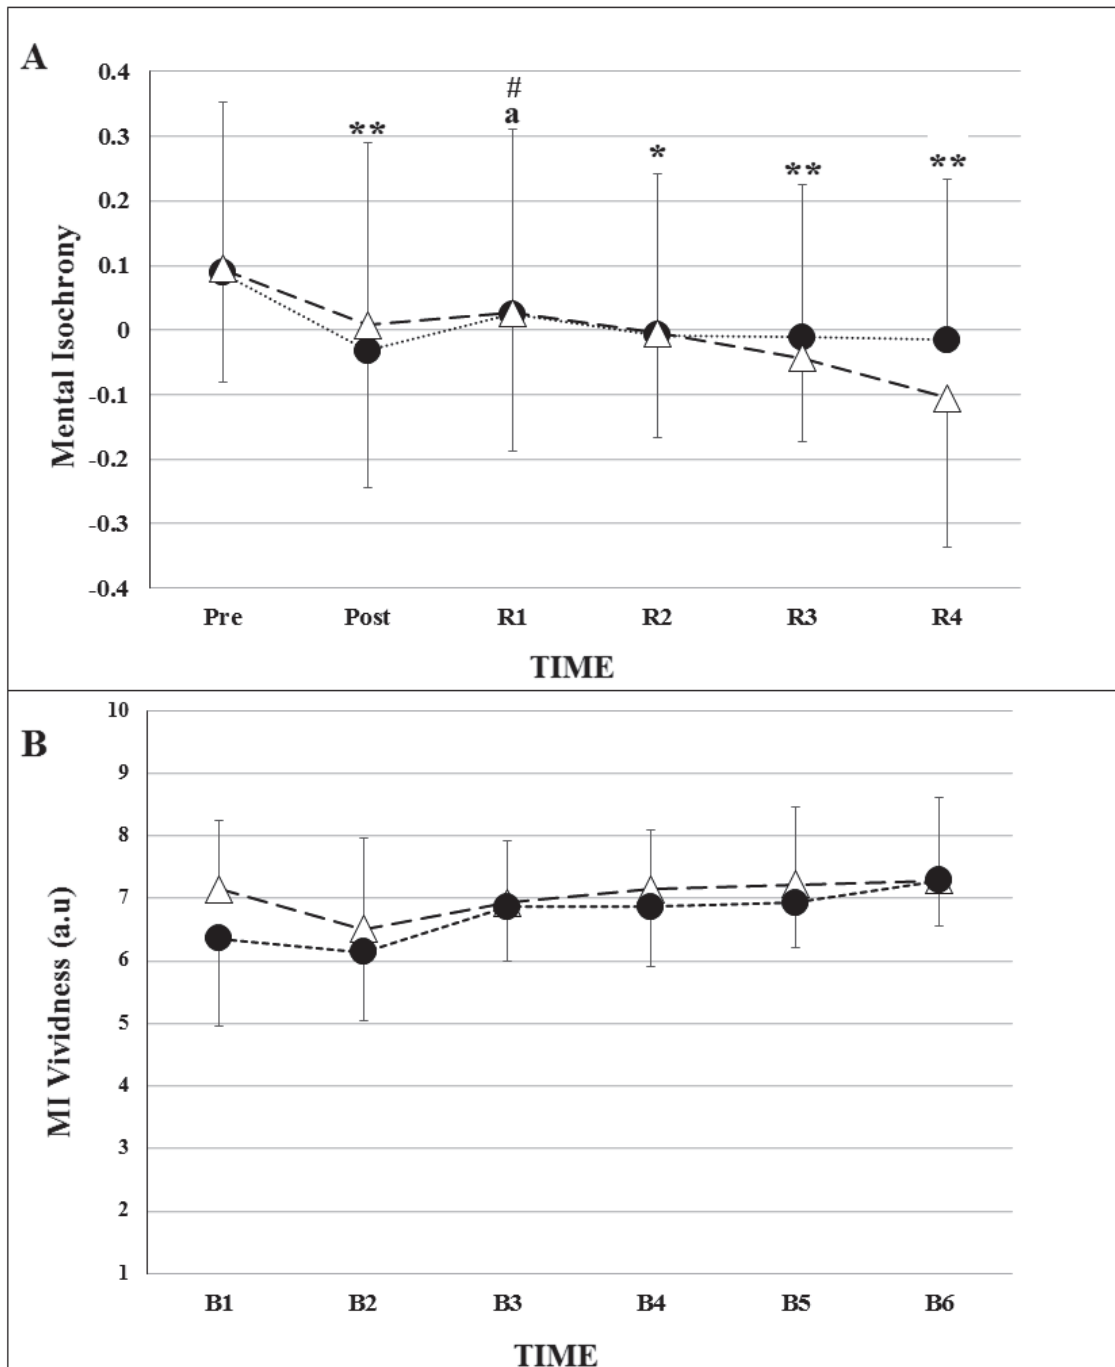 A
0.4
0.3
0.2
0.1
0
-0.1
-0.2
-0.3
-0.4
Mental Isochrony
**
#
a
*
**
**
Pre Post R1 R2 R3 R4
TIME
B
10
9
8
7
6
5
4
3
2
1
MI Vividness (a.u)
B1 B2 B3 B4 B5 B6
TIME